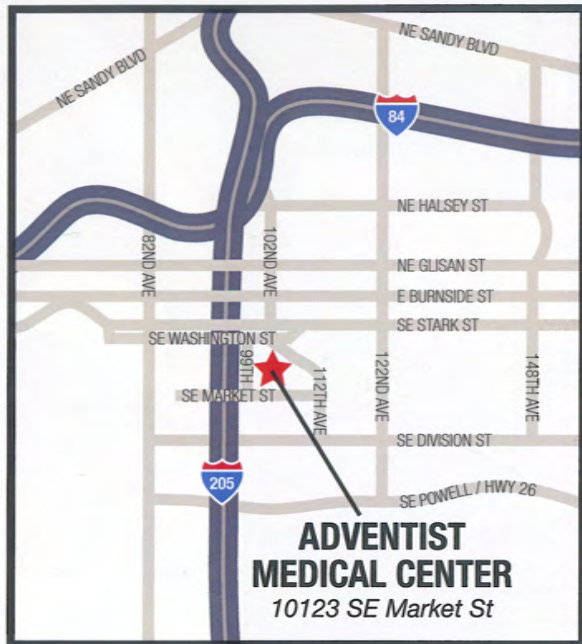 NE SANDY BLVD
NE SANDY BLVD
84
NE HALSEY ST
82ND AVE
102ND AVE
NE GLISAN ST
E BURNSIDE ST
SE STARK ST
SE WASHINGTON ST
99TH
112TH AVE
122ND AVE
148TH AVE
SE MARKET ST
SE DIVISION ST
205
SE POWELL / HWY 26
ADVENTIST
MEDICAL CENTER
10123 SE Market St